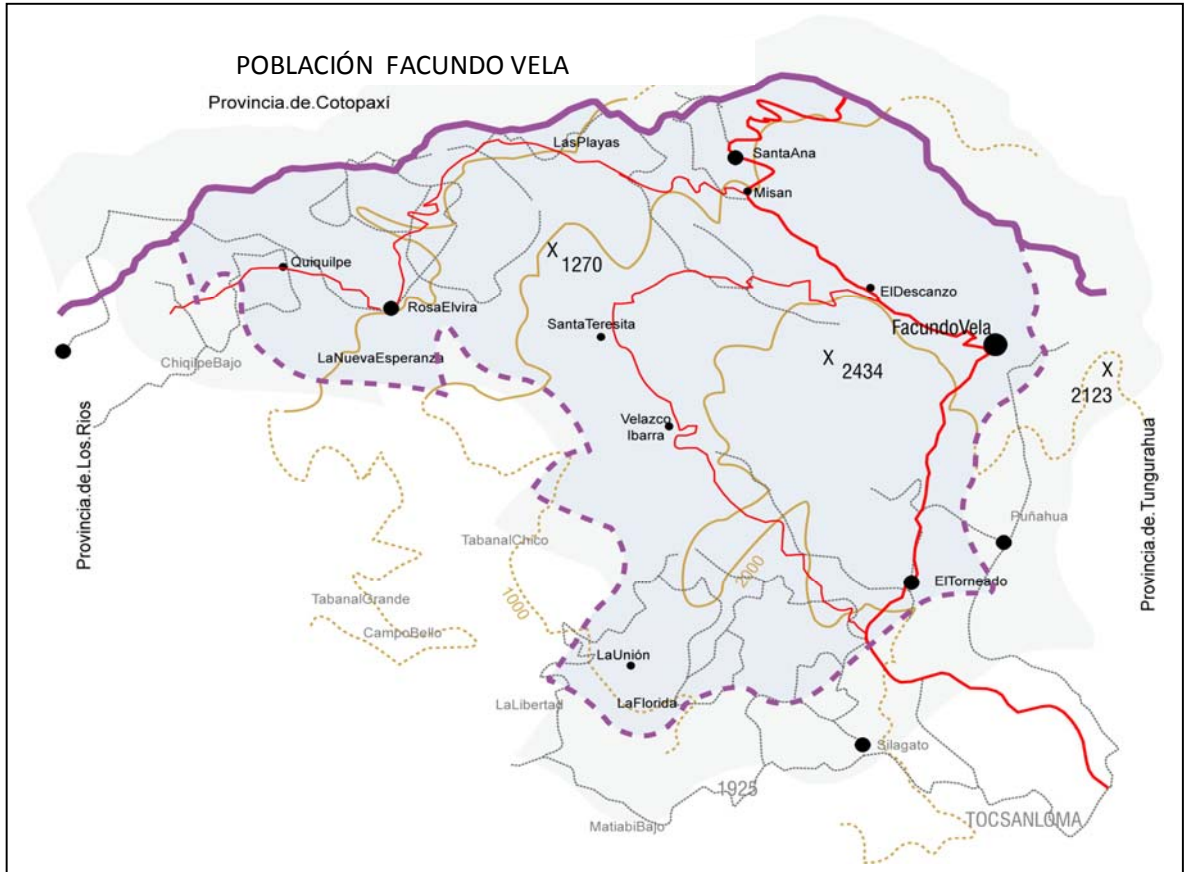 POBLACIÓN FACUNDO VELA
Provincia.de.Cotopaxí
LasPlayas
SantaAna
Misan
X 1270
Quiquilpe
ElDescanzo
RosaElvira
SantaTeresita
FacundoVela
ChiqilpeBajo
LaNuevaEsperanza
X 2434
X
2123
Velazco
Ibarra
Provincia.de.Los.Rios
Provincia.de.Tungurahua
Puñahua
TabanalChico
2000
ElTorneado
1000
TabanalGrande
CampoBello
LaUnión
LaLibertad
LaFlorida
Silagato
1925
MatiabiBajo
TOCSANLOMA